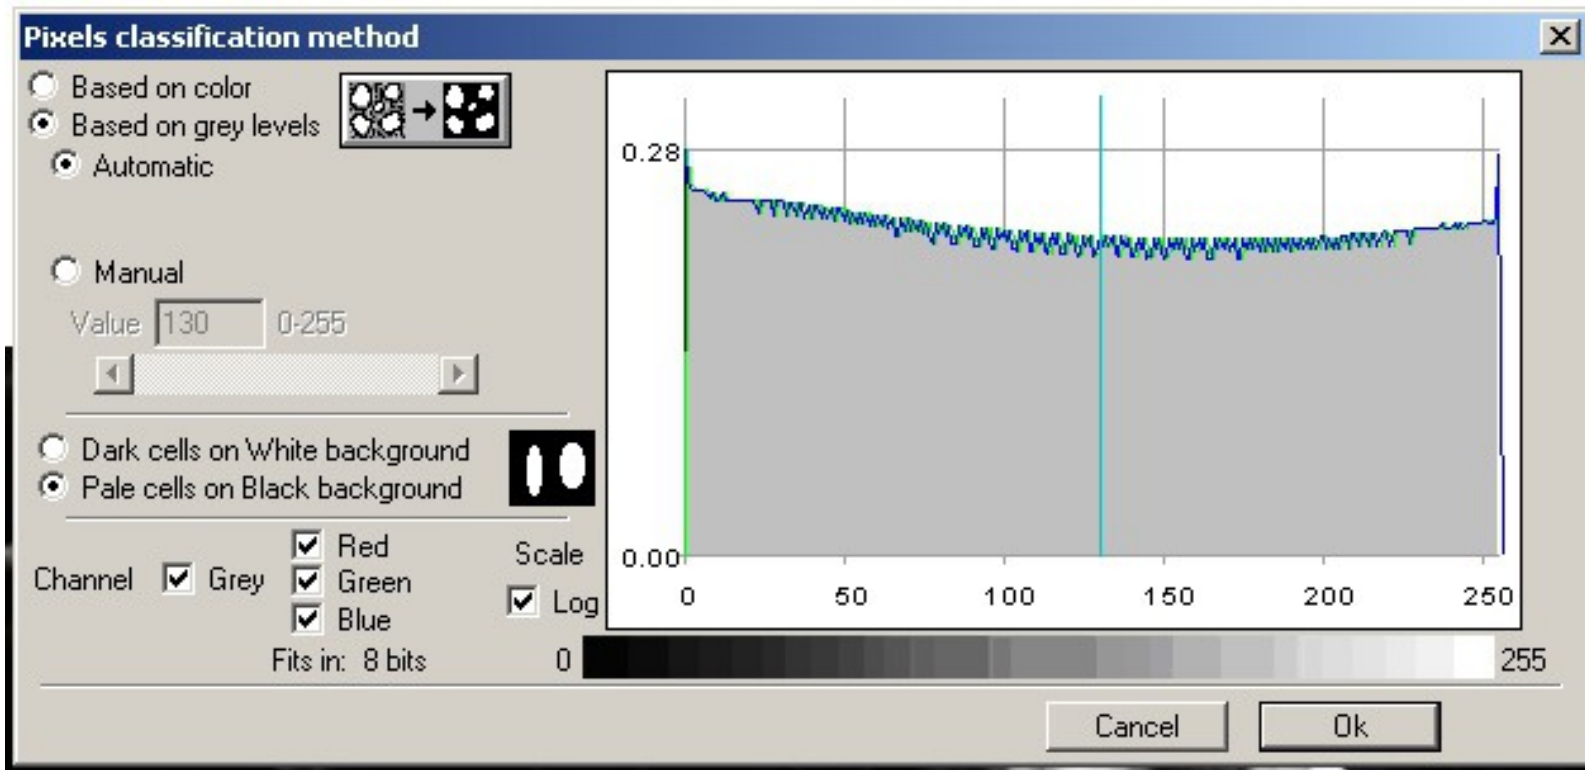 Pixels classification method
Based on color
Based on grey levels
Automatic
Manual
Value 130 0-255
Dark cells on White background
Pale cells on Black background
Channel Grey
Red
Green
Blue
Scale
Log
Fits in: 8 bits
0.28
0.00
0 50 100 150 200 250
0 255
Cancel Ok